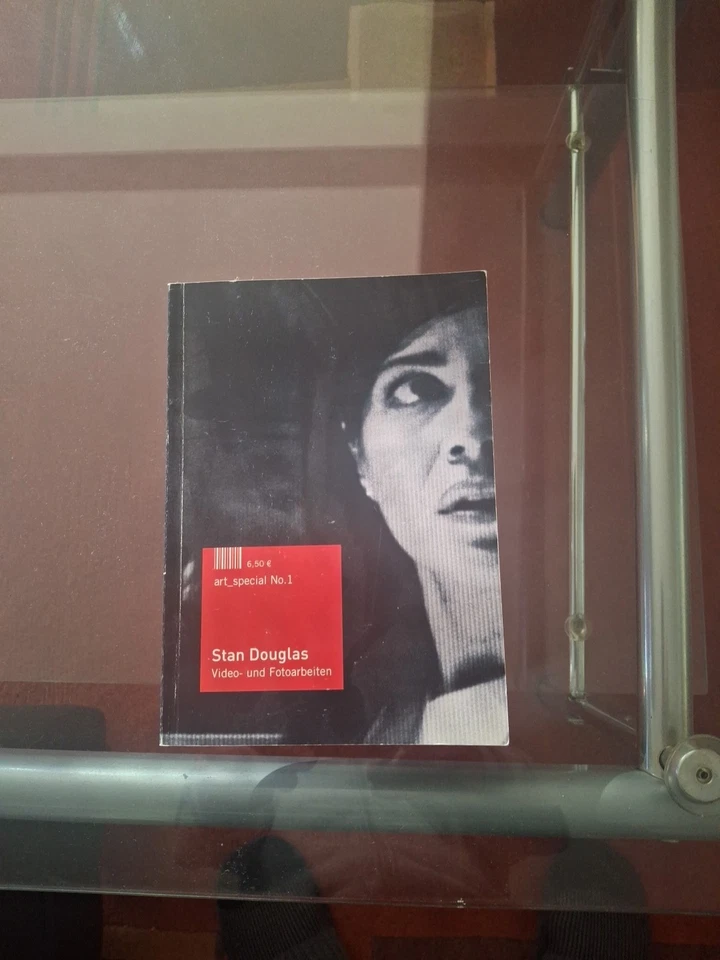 6,50 €
art_special No.1
Stan Douglas
Video- und Fotoarbeiten